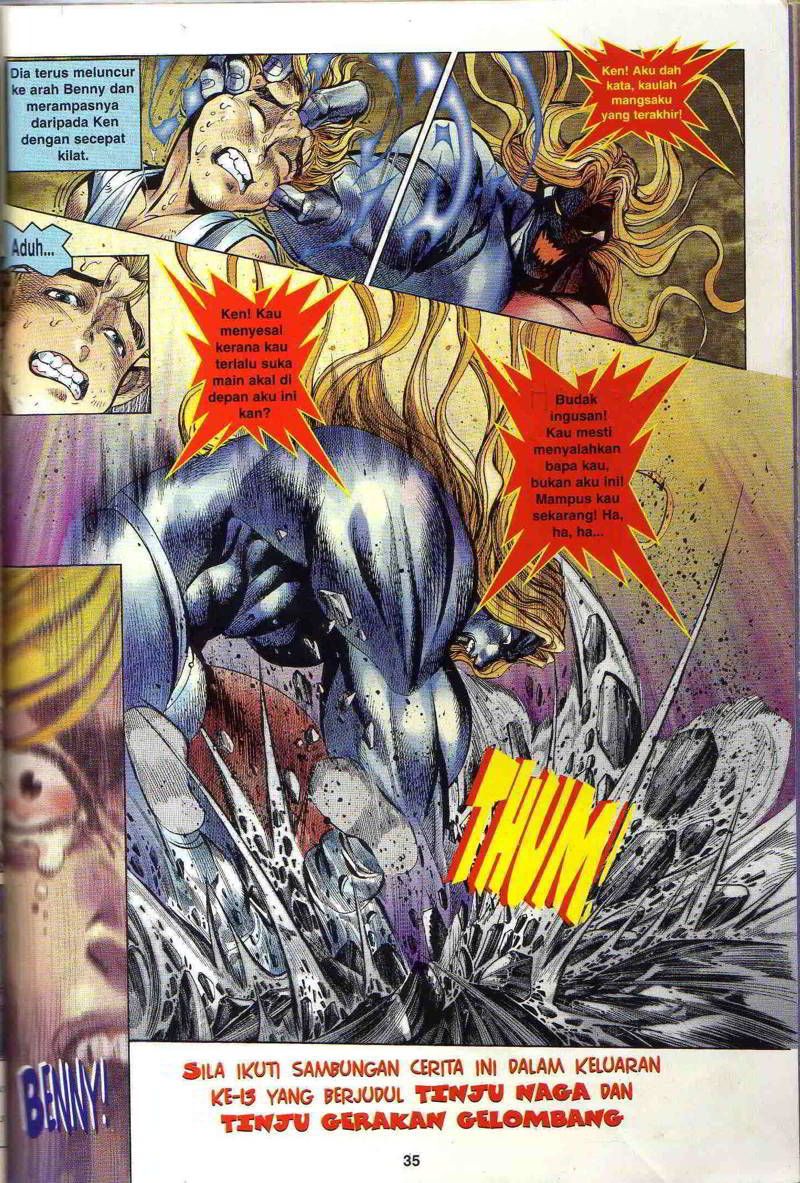 Dia terus meluncur
ke arah Benny dan
merampasnya
daripada Ken
dengan secepat
kilat.
Ken! Aku dah
kata, kaulah
mangsaku
yang terakhir!
Aduh...
Ken! Kau
menyesal
kerana kau
terlalu suka
main akal di
depan aku ini
kan?
Budak
ingusan!
Kau mesti
menyalahkan
bapa kau,
bukan aku ini!
Mampus kau
sekarang! Ha,
ha, ha...
THUM!
BENNY!
SILA IKUTI SAMBUNGAN CERITA INI DALAM KELUARAN
KE-13 YANG BERJUDUL TINJU NAGA DAN
TINJU GERAKAN GELOMBANG
35